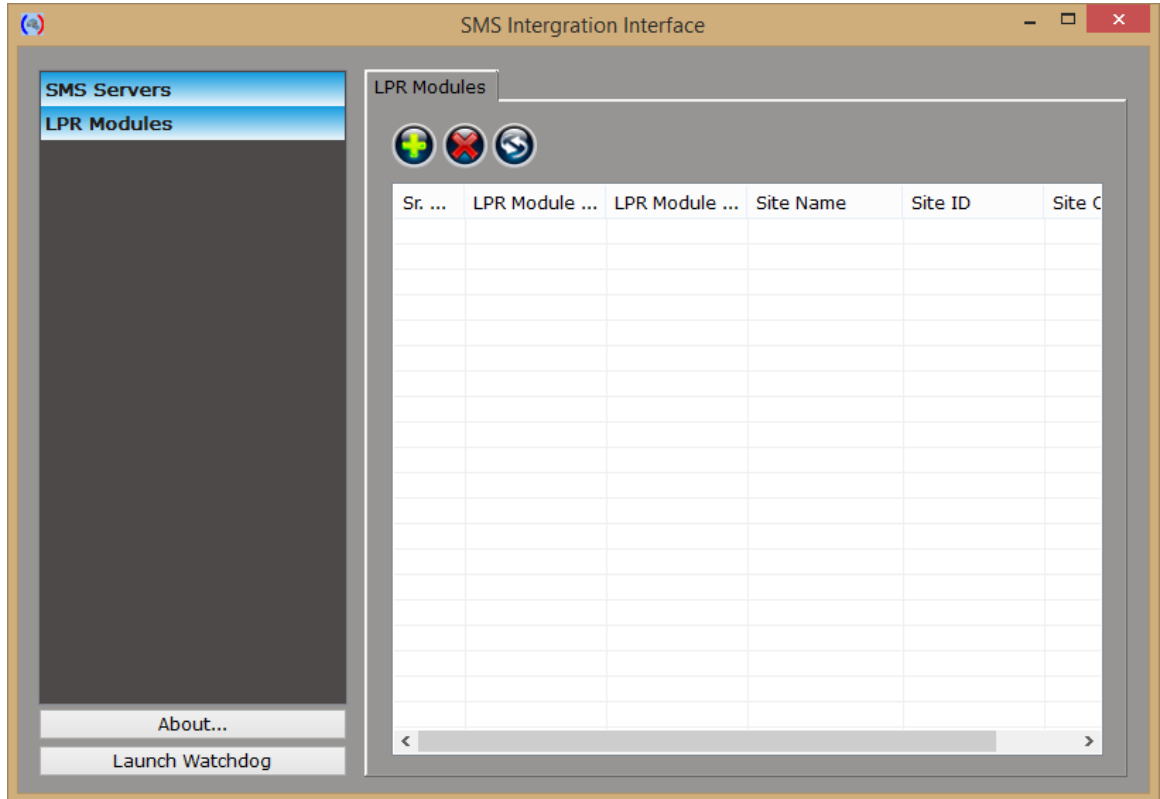 SMS Intergration Interface
SMS Servers
LPR Modules
LPR Modules
Sr. ... LPR Module ... LPR Module ... Site Name Site ID Site
About...
Launch Watchdog